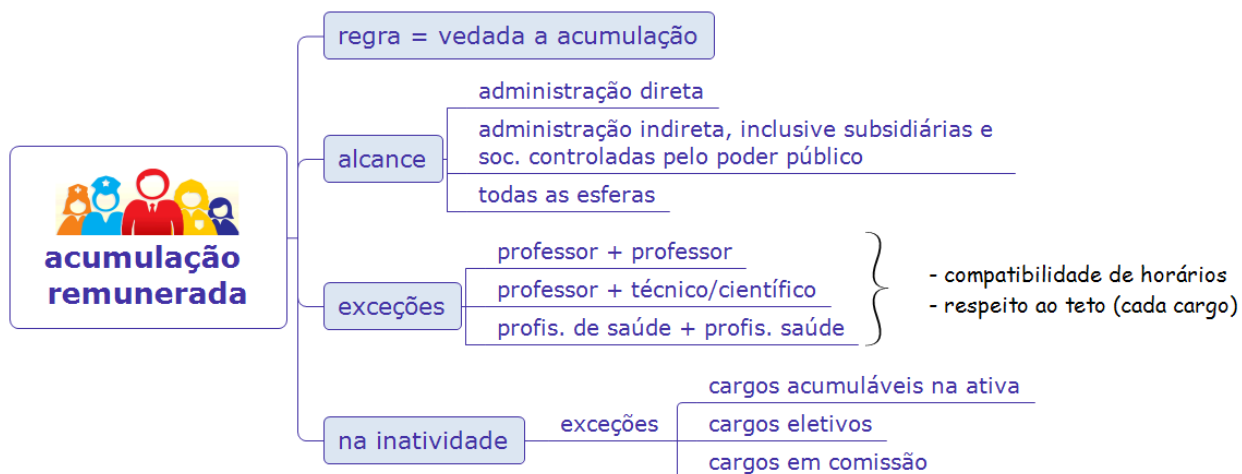 acumulação
remunerada
regra = vedada a acumulação
alcance
administração direta
administração indireta, inclusive subsidiárias e
soc. controladas pelo poder público
todas as esferas
exceções
professor + professor
professor + técnico/científico
profis. de saúde + profis. saúde
- compatibilidade de horários
- respeito ao teto (cada cargo)
na inatividade
exceções
cargos acumuláveis na ativa
cargos eletivos
cargos em comissão